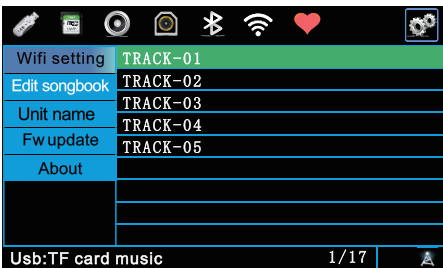 Wifi setting
TRACK-01
Edit songbook
TRACK-02
Unit name
TRACK-03
Fw update
TRACK-04
About
TRACK-05
Usb:TF card music
1/17
A